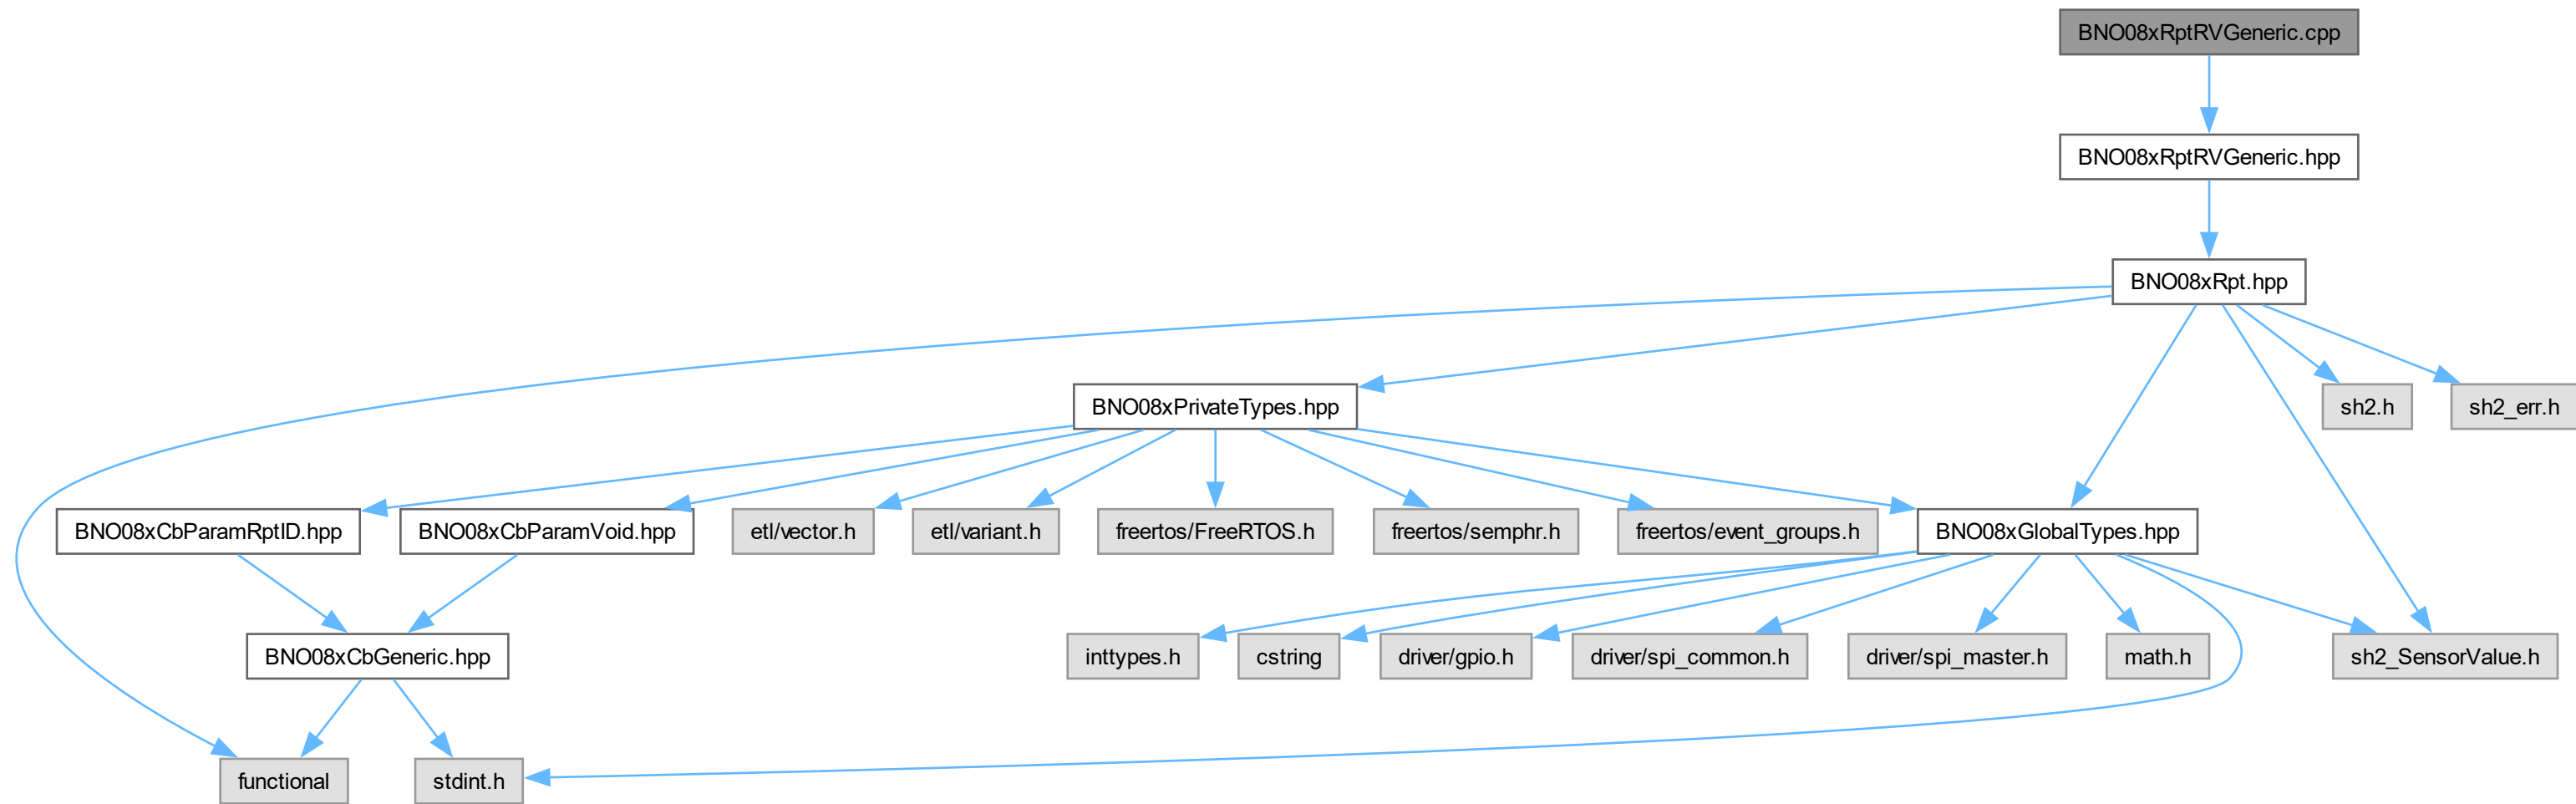 BNO08xRptRVGeneric.cpp
BNO08xRptRVGeneric.hpp
BNO08xRpt.hpp
BNO08xPrivateTypes.hpp
sh2.h
sh2_err.h
BNO08xCbParamRptID.hpp
BNO08xCbParamVoid.hpp
etl/vector.h
etl/variant.h
freertos/FreeRTOS.h
freertos/semphr.h
freertos/event_groups.h
BNO08xGlobalTypes.hpp
BNO08xCbGeneric.hpp
inttypes.h
cstring
driver/gpio.h
driver/spi_common.h
driver/spi_master.h
math.h
sh2_SensorValue.h
functional
stdint.h